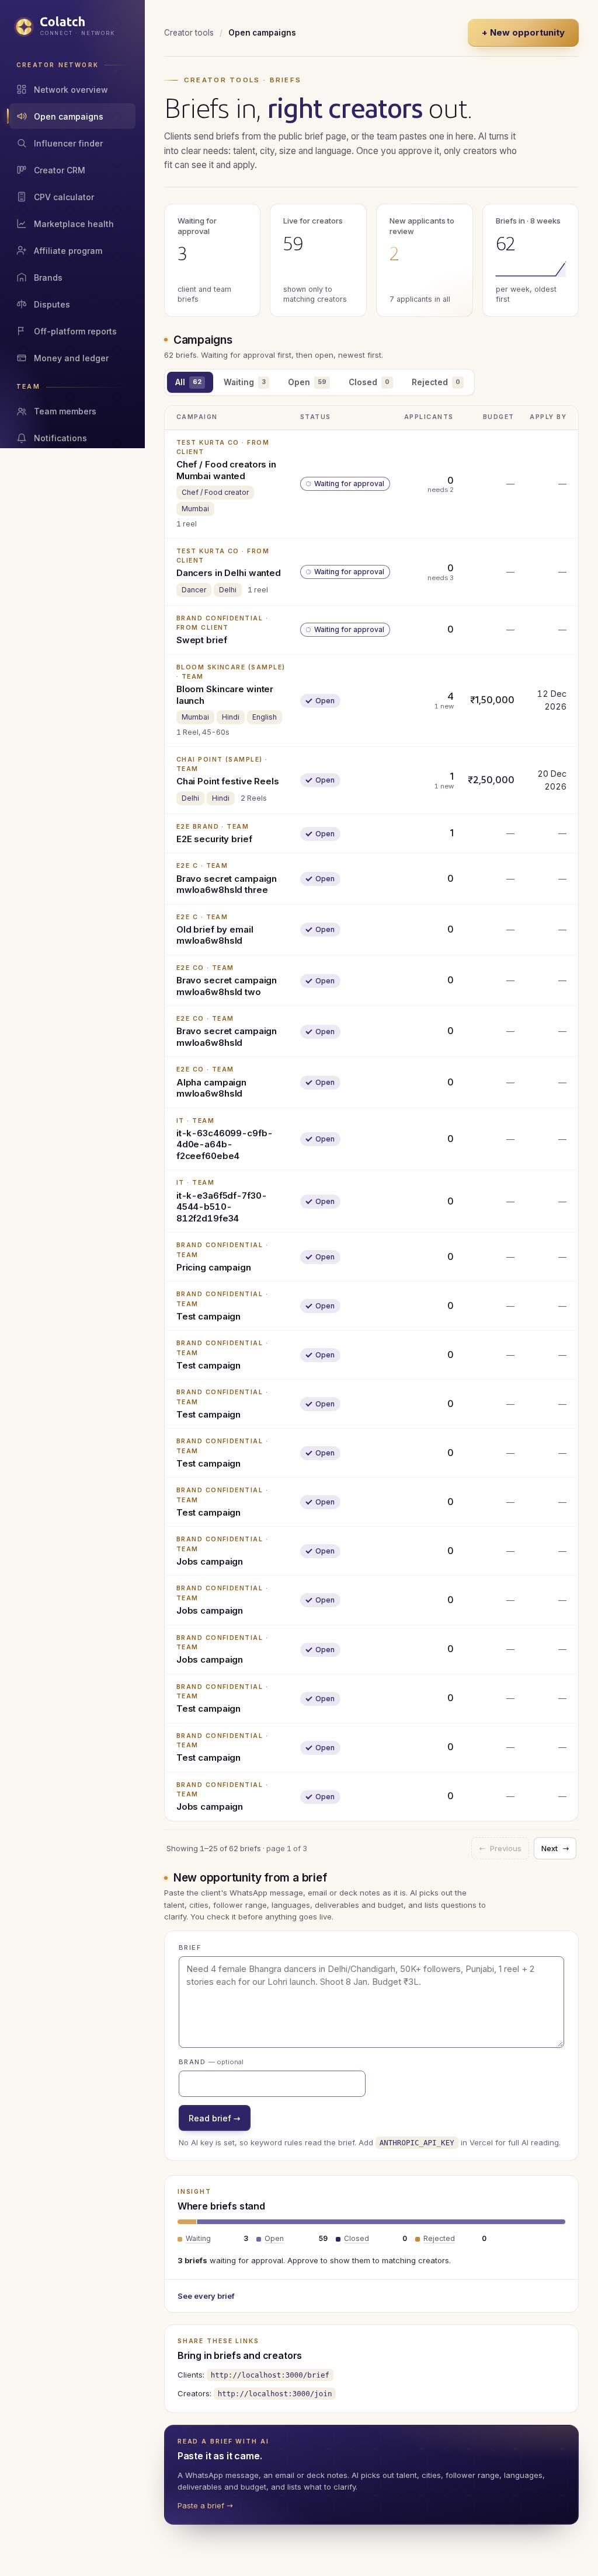 Colatch
CONNECT · NETWORK
CREATOR NETWORK
Network overview
Open campaigns
Influencer finder
Creator CRM
CPV calculator
Marketplace health
Affiliate program
Brands
Disputes
Off-platform reports
Money and ledger
TEAM
Team members
Notifications
Creator tools / Open campaigns
+ New opportunity
CREATOR TOOLS · BRIEFS
Briefs in, right creators out.
Clients send briefs from the public brief page, or the team pastes one in here. AI turns it
into clear needs: talent, city, size and language. Once you approve it, only creators who
fit can see it and apply.
Waiting for
approval
3
client and team
briefs
Live for creators
59
shown only to
matching creators
New applicants to
review
2
7 applicants in all
Briefs in · 8 weeks
62
per week, oldest
first
Campaigns
62 briefs. Waiting for approval first, then open, newest first.
All 62 Waiting 3 Open 59 Closed 0 Rejected 0
CAMPAIGN STATUS APPLICANTS BUDGET APPLY BY
TEST KURTA CO · FROM
CLIENT
Chef / Food creators in
Mumbai wanted
Chef / Food creator
Mumbai
1 reel
Waiting for approval
0
needs 2
—
—
TEST KURTA CO · FROM
CLIENT
Dancers in Delhi wanted
Dancer Delhi 1 reel
Waiting for approval
0
needs 3
—
—
BRAND CONFIDENTIAL ·
FROM CLIENT
Swept brief
Waiting for approval
0
—
—
BLOOM SKINCARE (SAMPLE)
· TEAM
Bloom Skincare winter
launch
Mumbai Hindi English
1 Reel, 45-60s
Open
4
1 new
₹1,50,000
12 Dec
2026
CHAI POINT (SAMPLE) ·
TEAM
Chai Point festive Reels
Delhi Hindi 2 Reels
Open
1
1 new
₹2,50,000
20 Dec
2026
E2E BRAND · TEAM
E2E security brief
Open
1
—
—
E2E C · TEAM
Bravo secret campaign
mwloa6w8hsld three
Open
0
—
—
E2E C · TEAM
Old brief by email
mwloa6w8hsld
Open
0
—
—
E2E CO · TEAM
Bravo secret campaign
mwloa6w8hsld two
Open
0
—
—
E2E CO · TEAM
Bravo secret campaign
mwloa6w8hsld
Open
0
—
—
E2E CO · TEAM
Alpha campaign
mwloa6w8hsld
Open
0
—
—
IT · TEAM
it-k-63c46099-c9fb-
4d0e-a64b-
f2ceef60ebe4
Open
0
—
—
IT · TEAM
it-k-e3a6f5df-7f30-
4544-b510-
812f2d19fe34
Open
0
—
—
BRAND CONFIDENTIAL ·
TEAM
Pricing campaign
Open
0
—
—
BRAND CONFIDENTIAL ·
TEAM
Test campaign
Open
0
—
—
BRAND CONFIDENTIAL ·
TEAM
Test campaign
Open
0
—
—
BRAND CONFIDENTIAL ·
TEAM
Test campaign
Open
0
—
—
BRAND CONFIDENTIAL ·
TEAM
Test campaign
Open
0
—
—
BRAND CONFIDENTIAL ·
TEAM
Test campaign
Open
0
—
—
BRAND CONFIDENTIAL ·
TEAM
Jobs campaign
Open
0
—
—
BRAND CONFIDENTIAL ·
TEAM
Jobs campaign
Open
0
—
—
BRAND CONFIDENTIAL ·
TEAM
Jobs campaign
Open
0
—
—
BRAND CONFIDENTIAL ·
TEAM
Test campaign
Open
0
—
—
BRAND CONFIDENTIAL ·
TEAM
Test campaign
Open
0
—
—
BRAND CONFIDENTIAL ·
TEAM
Jobs campaign
Open
0
—
—
Showing 1–25 of 62 briefs · page 1 of 3
← Previous Next →
New opportunity from a brief
Paste the client's WhatsApp message, email or deck notes as it is. AI picks out the
talent, cities, follower range, languages, deliverables and budget, and lists questions to
clarify. You check it before anything goes live.
BRIEF
Need 4 female Bhangra dancers in Delhi/Chandigarh, 50K+ followers, Punjabi, 1 reel + 2
stories each for our Lohri launch. Shoot 8 Jan. Budget ₹3L.
BRAND — optional
Read brief →
No AI key is set, so keyword rules read the brief. Add ANTHROPIC_API_KEY in Vercel for full AI reading.
INSIGHT
Where briefs stand
Waiting 3 Open 59 Closed 0 Rejected 0
3 briefs waiting for approval. Approve to show them to matching creators.
See every brief
SHARE THESE LINKS
Bring in briefs and creators
Clients: http://localhost:3000/brief
Creators: http://localhost:3000/join
READ A BRIEF WITH AI
Paste it as it came.
A WhatsApp message, an email or deck notes. AI picks out talent, cities, follower range, languages,
deliverables and budget, and lists what to clarify.
Paste a brief →